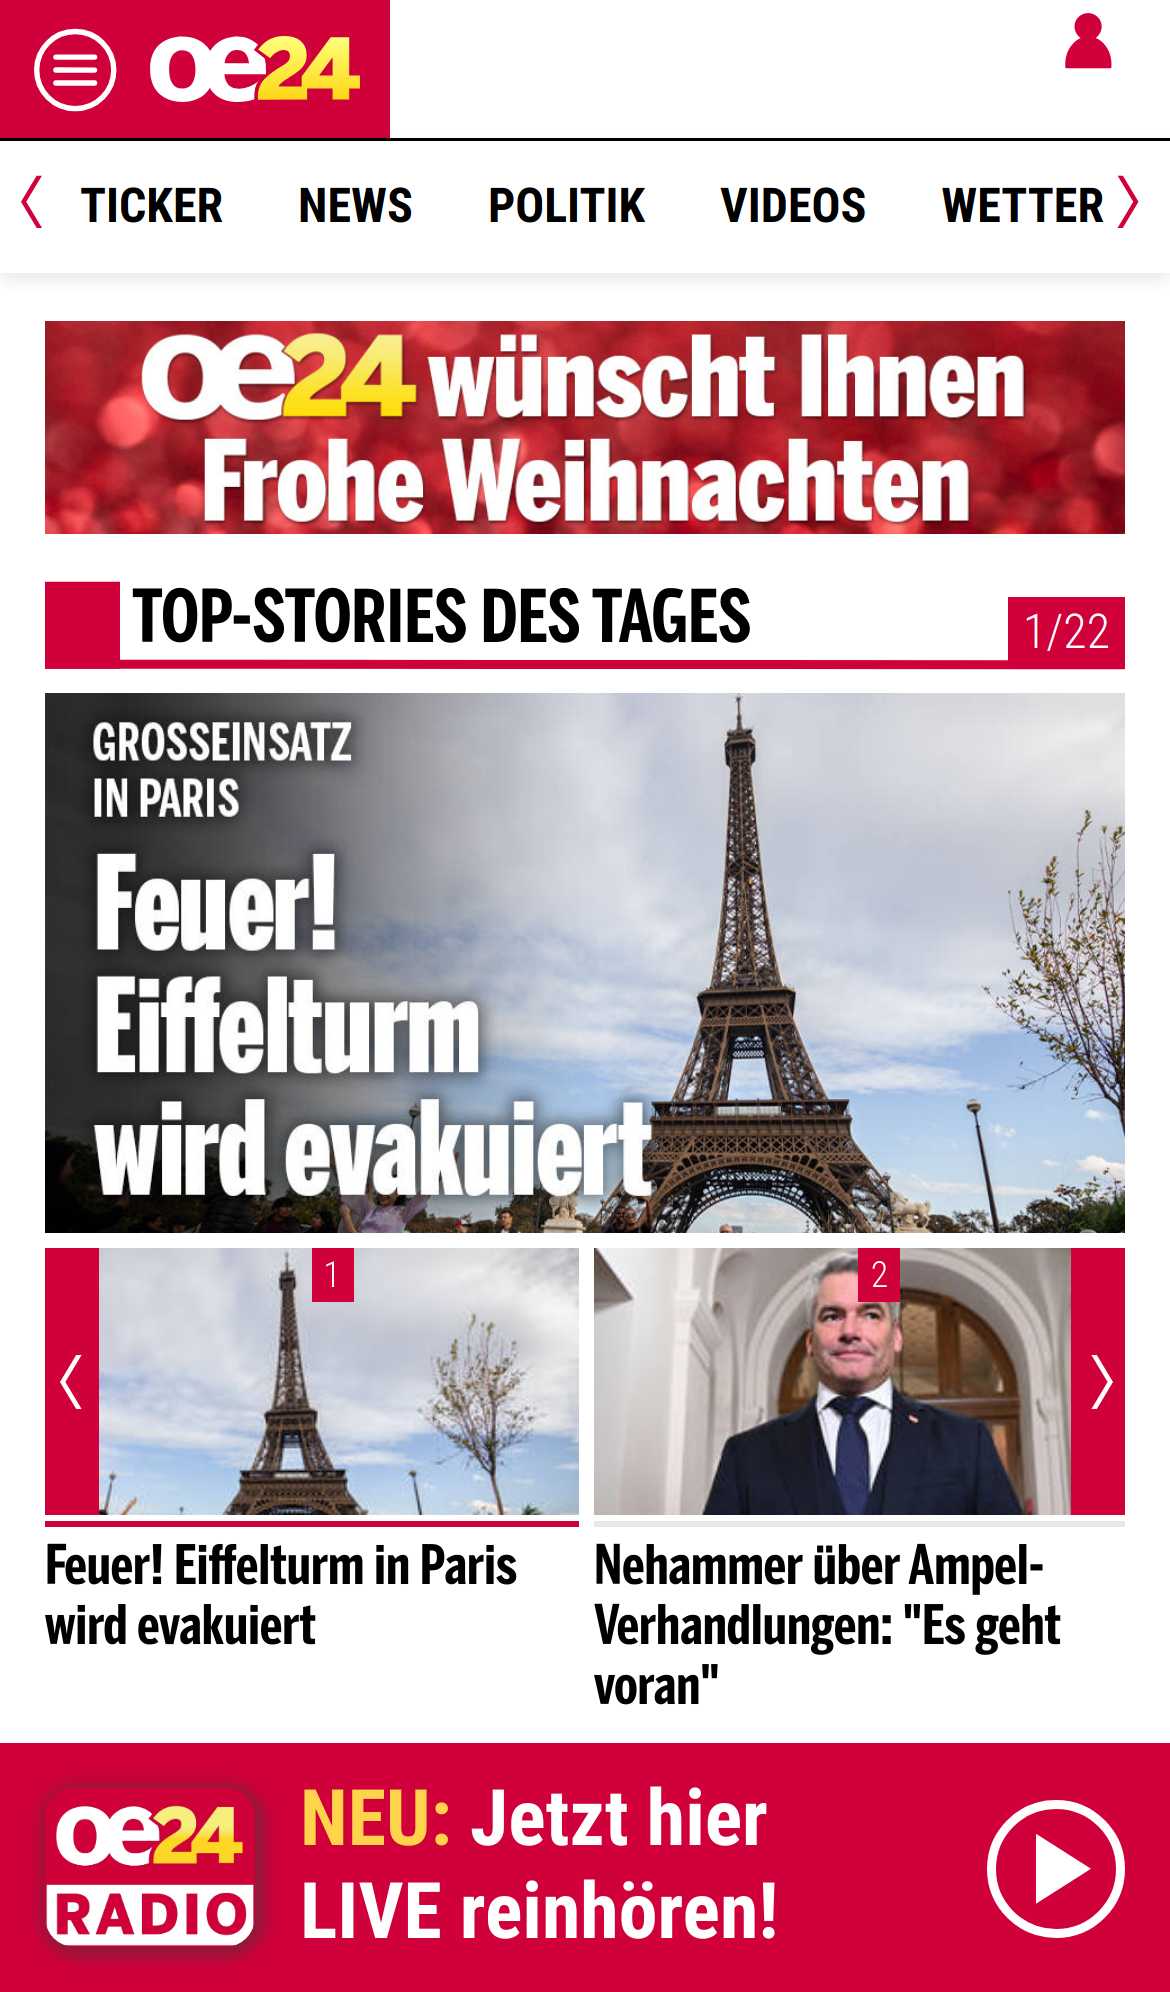 oe24
TICKER NEWS POLITIK VIDEOS WETTER
oe24 wünscht Ihnen
Frohe Weihnachten
TOP-STORIES DES TAGES
1/22
GROSSEINSATZ
IN PARIS
Feuer!
Eiffelturm
wird evakuiert
1
2
Feuer! Eiffelturm in Paris
wird evakuiert
Nehammer über Ampel-
Verhandlungen: "Es geht
voran"
oe24
RADIO
NEU: Jetzt hier
LIVE reinhören!